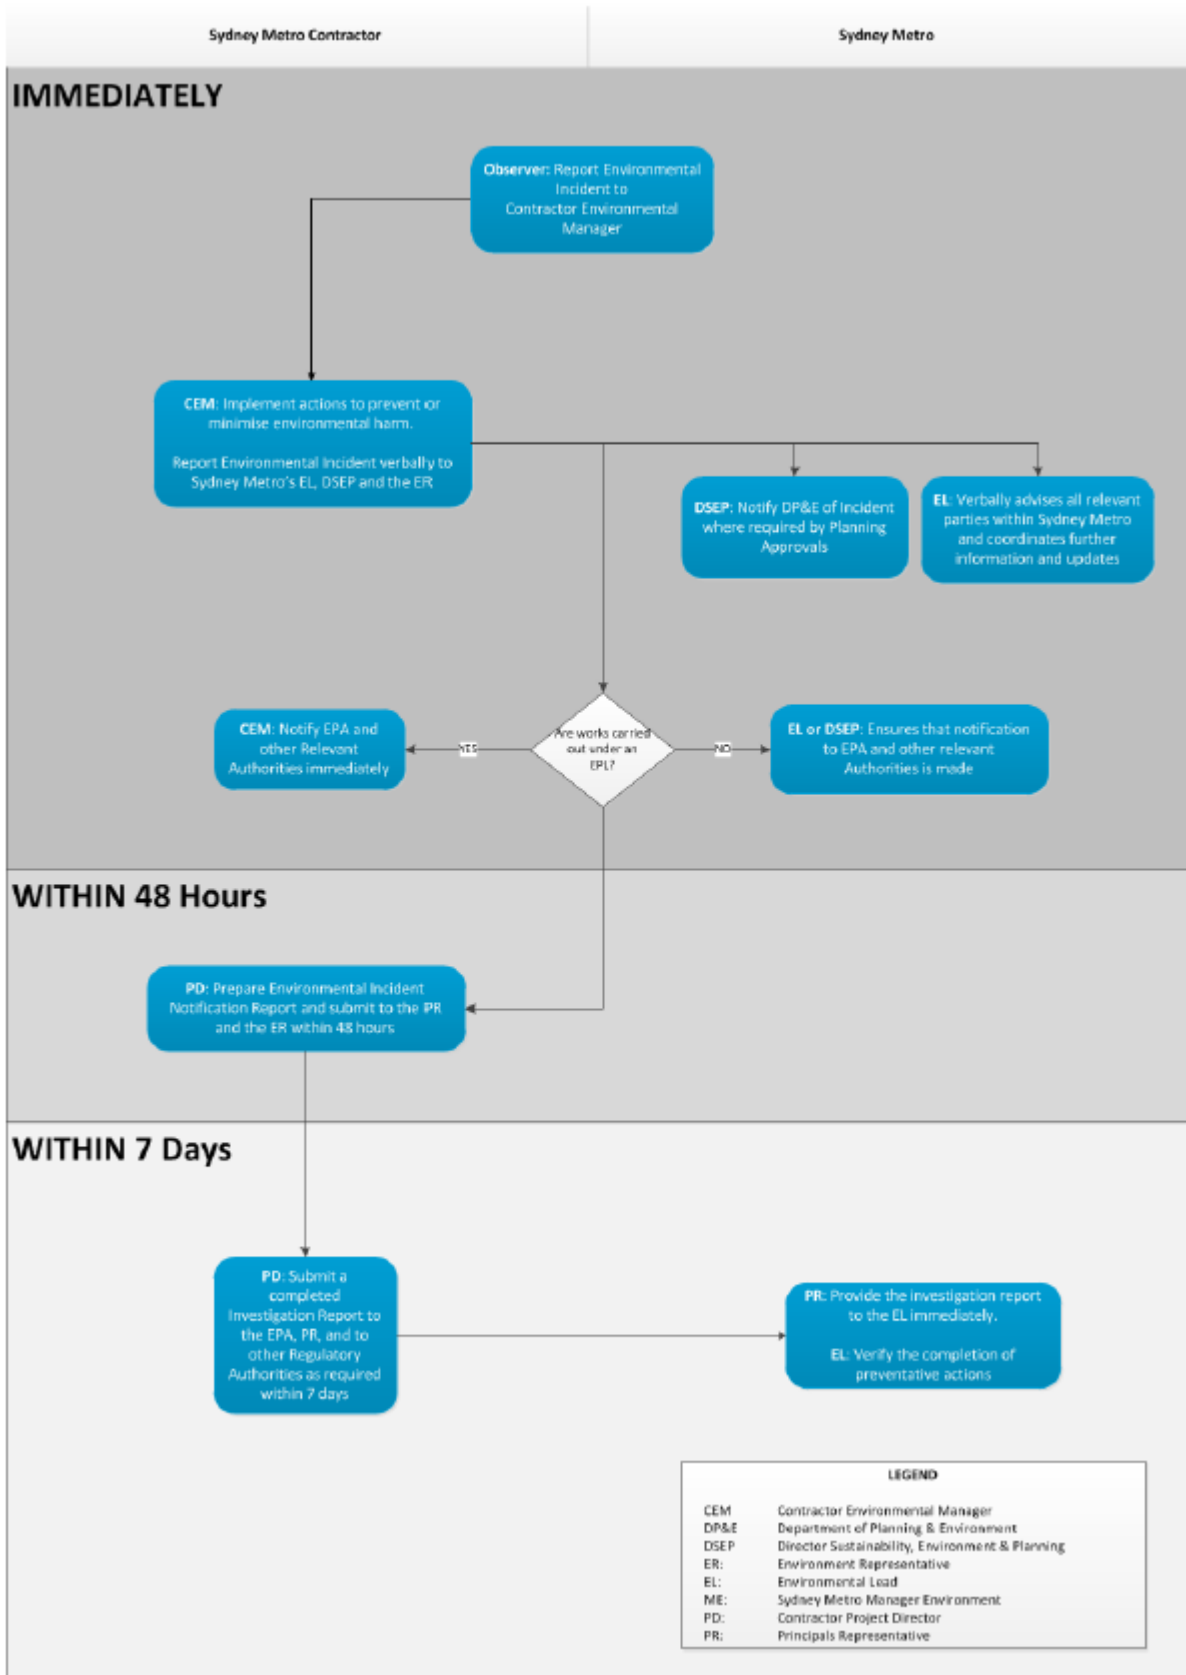 Sydney Metro Contractor
Sydney Metro
IMMEDIATELY
Observer: Report Environmental
Incident to
Contractor Environmental
Manager
CEM: Implement actions to prevent or
minimise environmental harm.
Report Environmental Incident verbally to
Sydney Metro's EL, DSEP and the ER
DSEP: Notify DP&E of Incident
where required by Planning
Approvals
EL: Verbally advises all relevant
parties within Sydney Metro
and coordinates further
information and updates
CEM: Notify EPA and
other Relevant
Authorities immediately
YES
Are works carried
out under an
EPL?
NO
EL or DSEP: Ensures that notification
to EPA and other relevant
Authorities is made
WITHIN 48 Hours
PD: Prepare Environmental Incident
Notification Report and submit to the PR
and the ER within 48 hours
WITHIN 7 Days
PD: Submit a
completed
Investigation Report to
the EPA, PR, and to
other Regulatory
Authorities as required
within 7 days
PR: Provide the investigation report
to the EL immediately.
EL: Verify the completion of
preventative actions
LEGEND
CEM Contractor Environmental Manager
DP&E Department of Planning & Environment
DSEP Director Sustainability, Environment & Planning
ER: Environment Representative
EL: Environmental Lead
ME: Sydney Metro Manager Environment
PD: Contractor Project Director
PR: Principals Representative